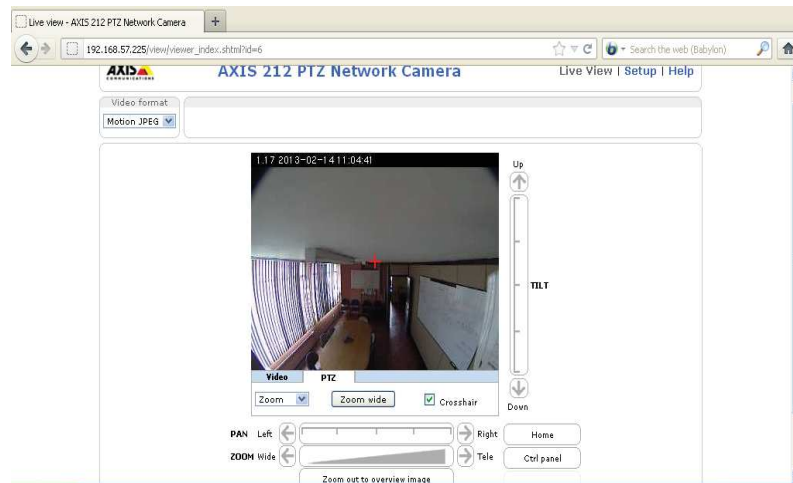 Live view - AXIS 212 PTZ Network Camera
192.168.57.225/view/viewer_index.shtml?id=6
Search the web (Babylon)
AXIS
COMMUNICATIONS
AXIS 212 PTZ Network Camera
Live View | Setup | Help
Video format
Motion JPEG
1.17 2013-02-14 11:04:41
Up
TILT
Down
Video PTZ
Zoom Zoom wide Crosshair
PAN Left Right Home
ZOOM Wide Tele Ctrl panel
Zoom out to overview image